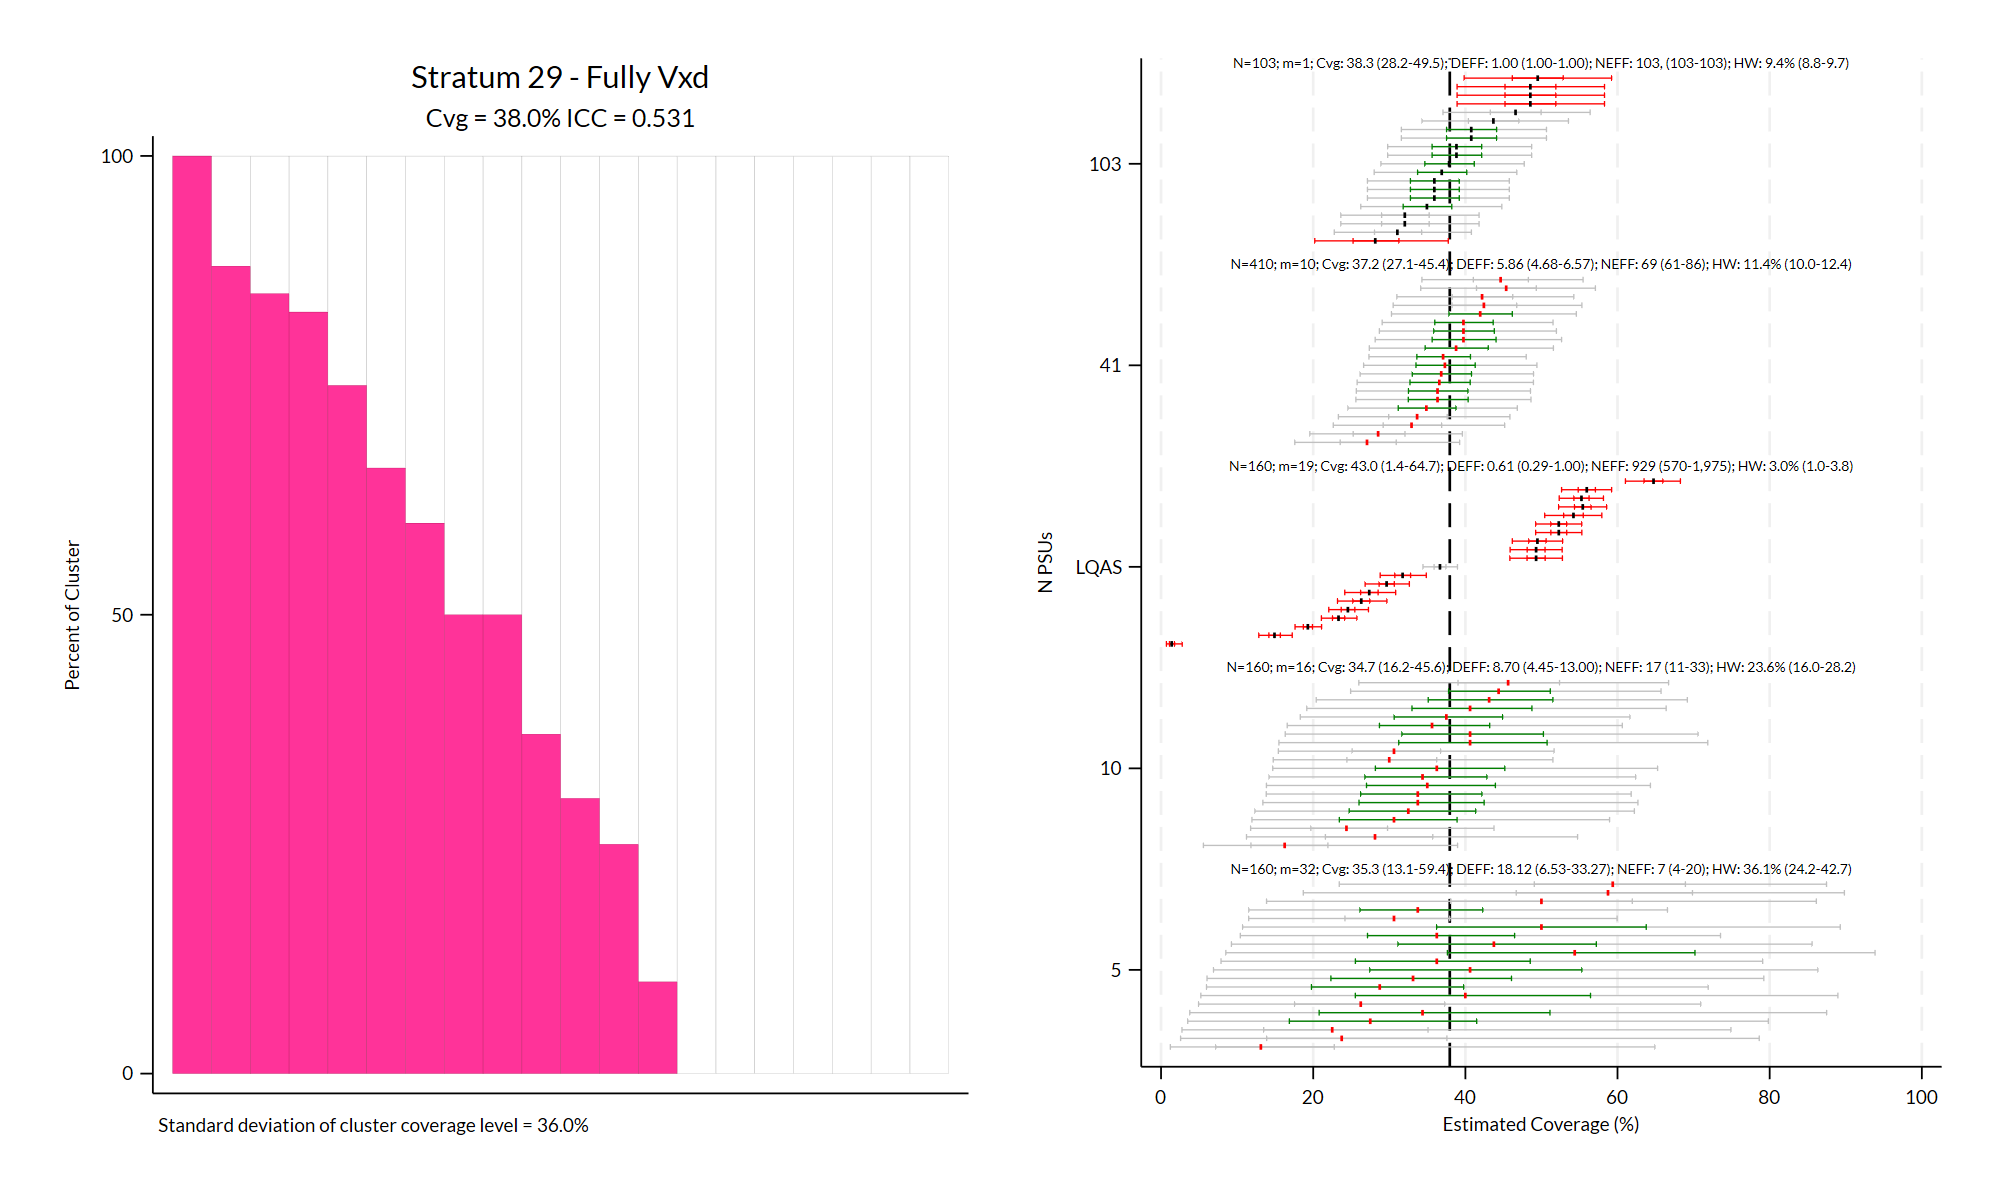 Stratum 29 - Fully Vxd
Cvg = 38.0% ICC = 0.531
100
50
0
Percent of Cluster
Standard deviation of cluster coverage level = 36.0%
N=103; m=1; Cvg: 38.3 (28.2-49.5); DEFF: 1.00 (1.00-1.00); NEFF: 103, (103-103); HW: 9.4% (8.8-9.7)
103
N=410; m=10; Cvg: 37.2 (27.1-45.4); DEFF: 5.86 (4.68-6.57); NEFF: 69 (61-86); HW: 11.4% (10.0-12.4)
41
N=160; m=19; Cvg: 43.0 (1.4-64.7); DEFF: 0.61 (0.29-1.00); NEFF: 929 (570-1,975); HW: 3.0% (1.0-3.8)
LQAS
N=160; m=16; Cvg: 34.7 (16.2-45.6); DEFF: 8.70 (4.45-13.00); NEFF: 17 (11-33); HW: 23.6% (16.0-28.2)
10
N=160; m=32; Cvg: 35.3 (13.1-59.4); DEFF: 18.12 (6.53-33.27); NEFF: 7 (4-20); HW: 36.1% (24.2-42.7)
5
N PSUs
0 20 40 60 80 100
Estimated Coverage (%)